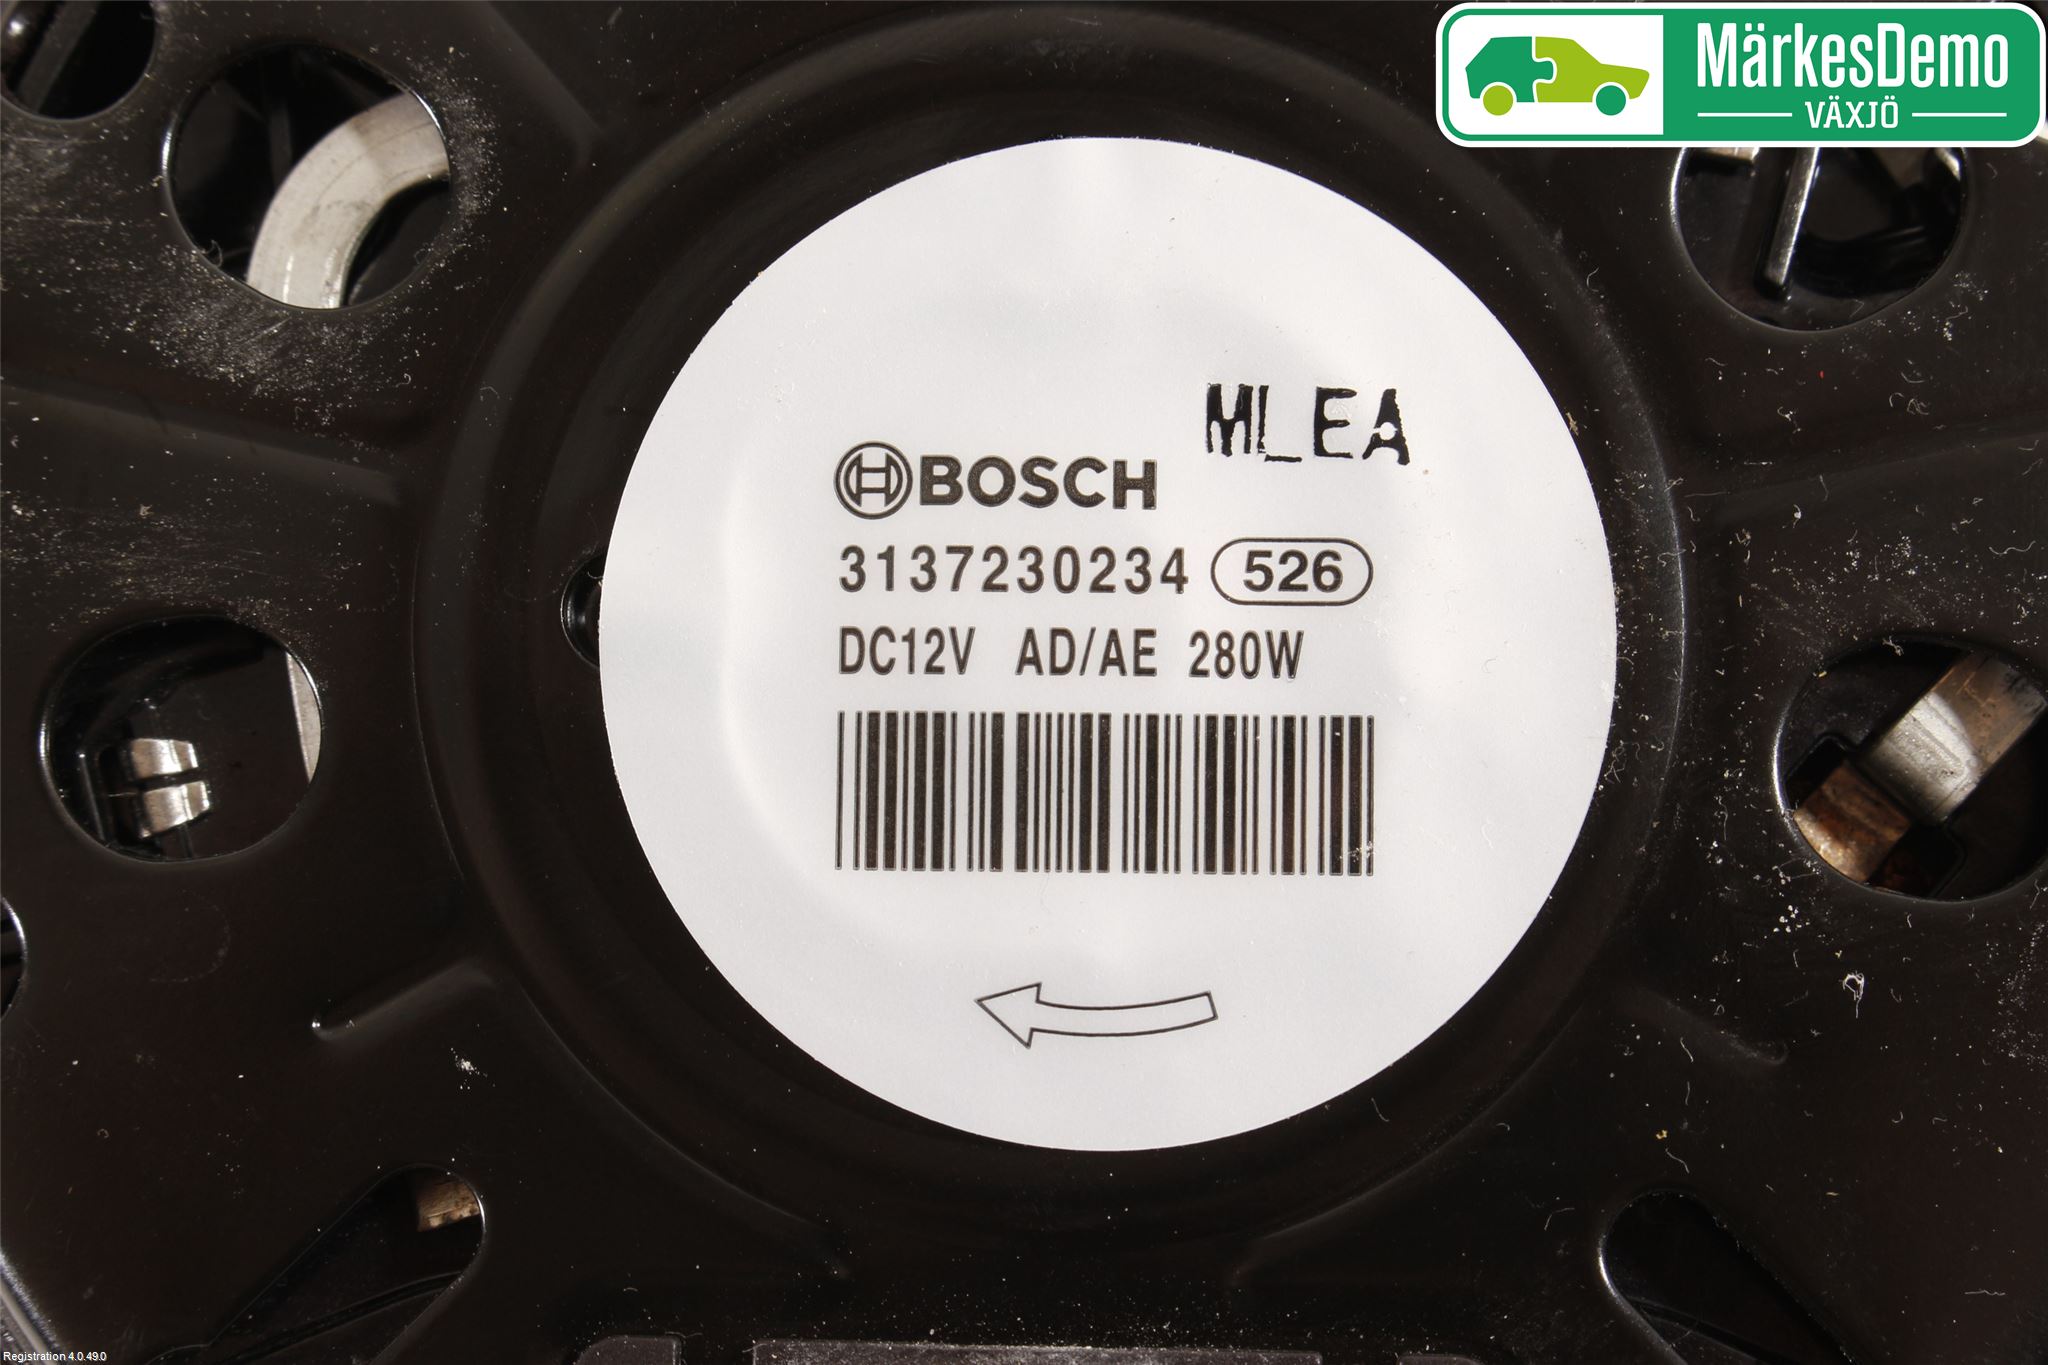 MärkesDemo
VÄXJÖ
ML_EA
BOSCH
3137230234 526
DC12V AD/AE 280W
Registration 4.0.49.0